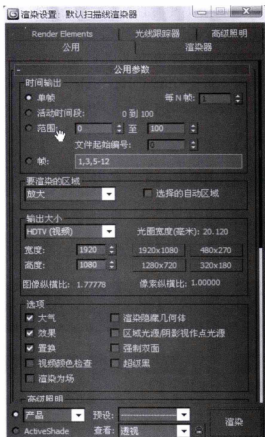 渲染设置: 默认扫描线渲染器
Render Elements 光线跟踪器 高级照明
公用 渲染器
公用参数
时间输出
单帧 每 N 帧: 1
活动时间段: 0 到 100
范围: 0 至 100
文件起始编号: 0
帧: 1,3,5-12
要渲染的区域
放大 选择的自动区域
输出大小
HDTV (视频) 光圈宽度(毫米): 20.120
宽度: 1920 1920x1080 480x270
高度: 1080 1280x720 320x180
图像纵横比: 1.77778 像素纵横比: 1.00000
选项
大气 渲染隐藏几何体
效果 区域光源/阴影视作点光源
置换 强制双面
视频颜色检查 超级黑
渲染为场
高级照明
产品 预设:
ActiveShade 查看: 透视 渲染